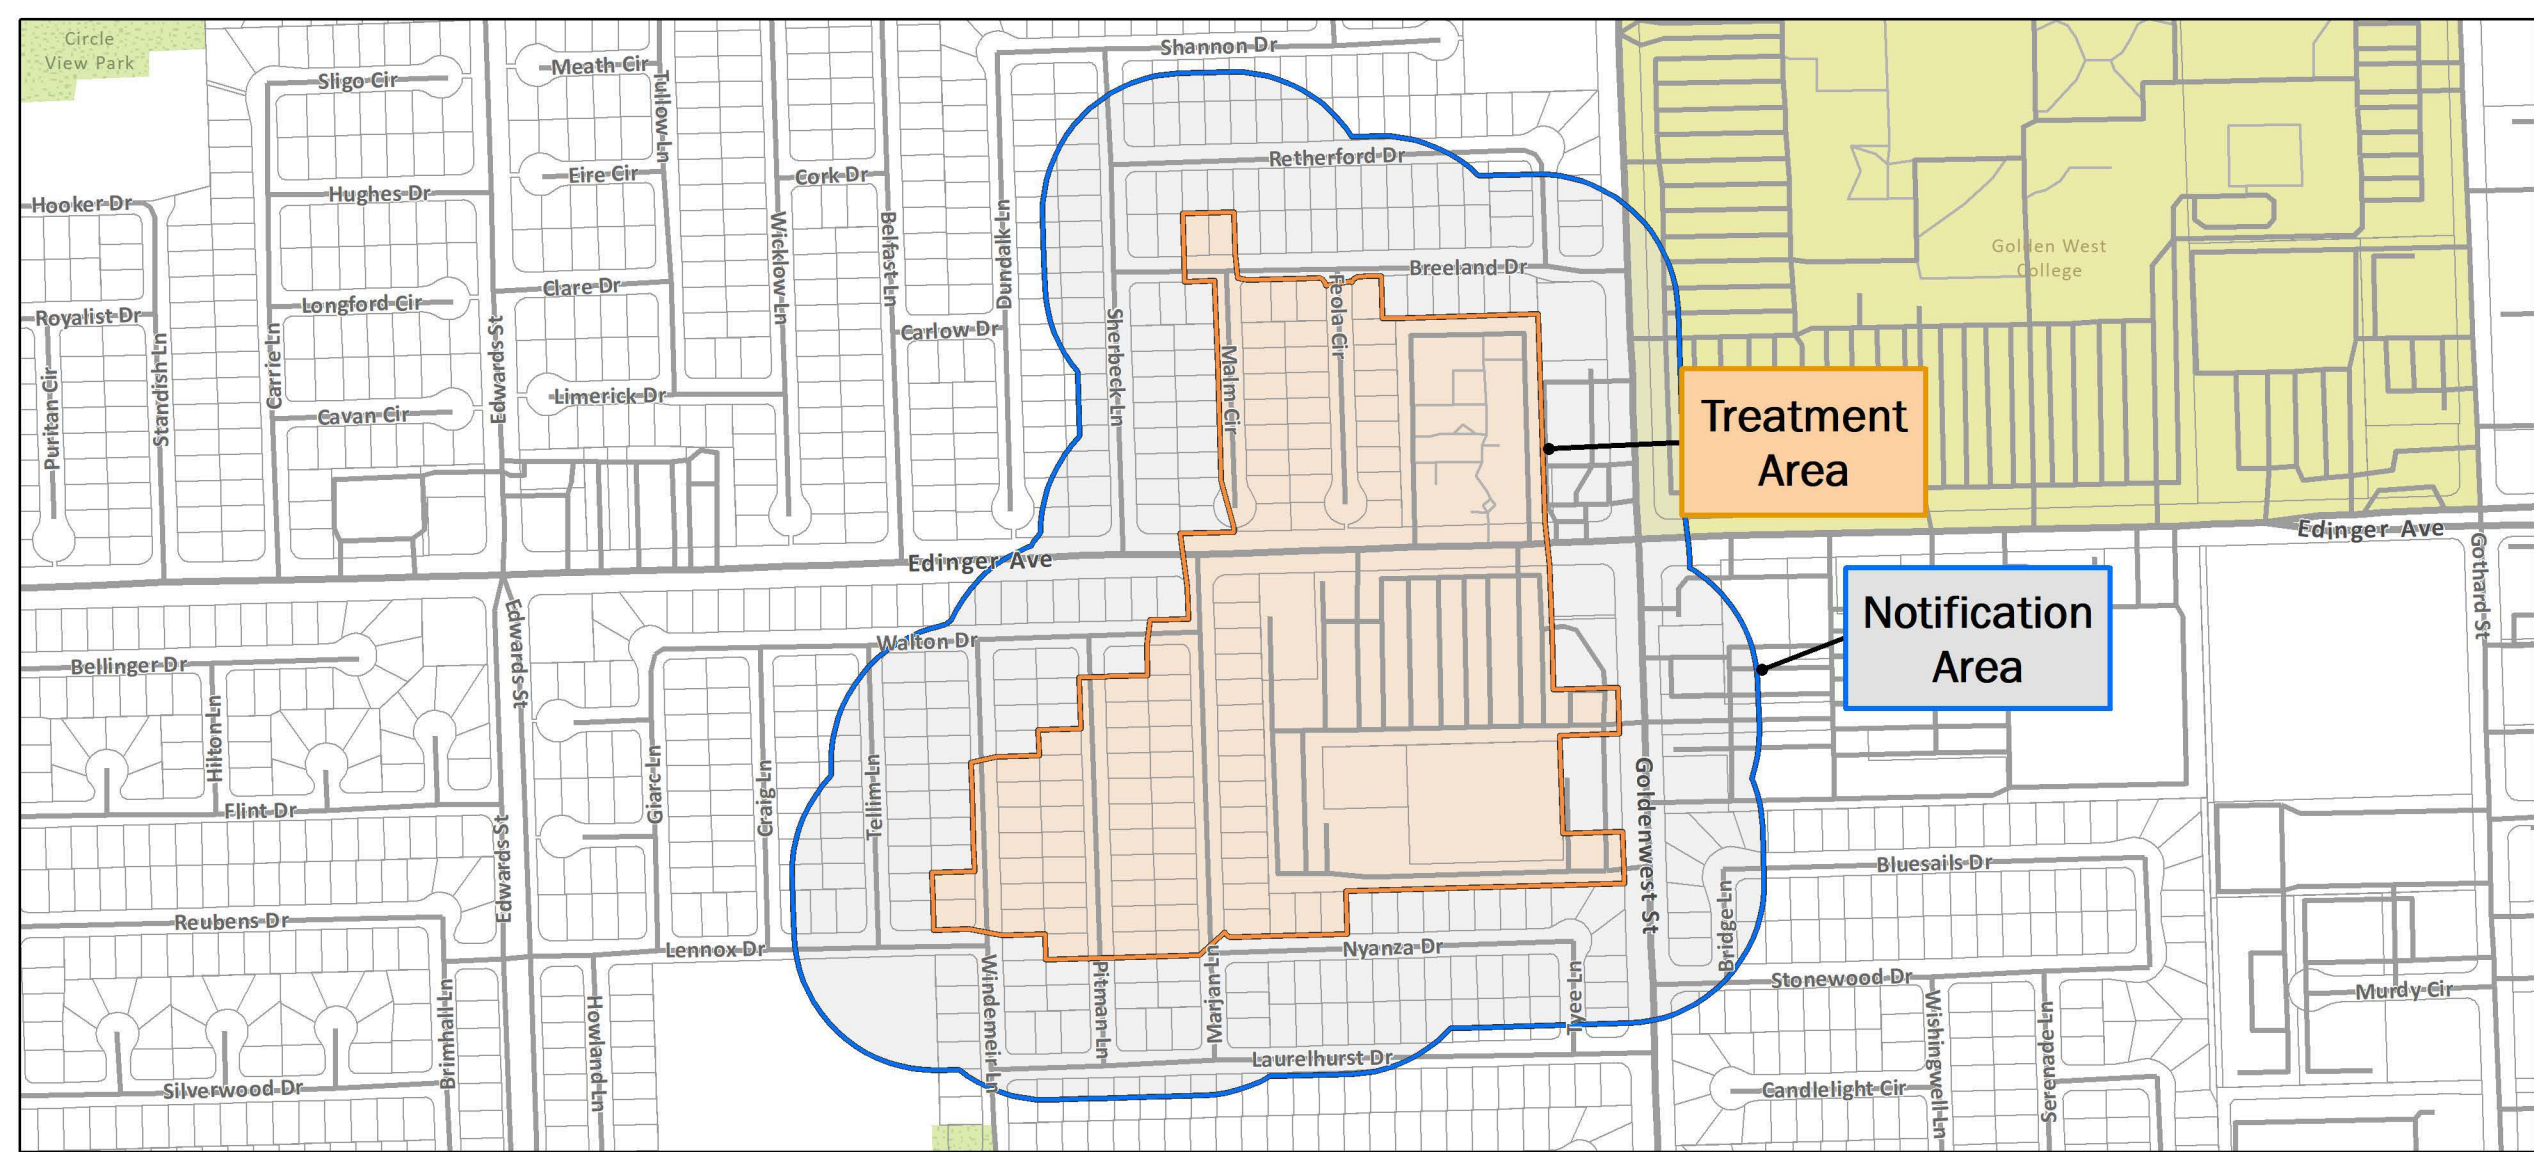 Circle
View Park
Sligo Cir
Meath Cir
Tullow Ln
Shannon Dr
Hooker Dr
Hughes Dr
Eire Cir
Cork Dr
Retherford Dr
Wicklow Ln
Belfast Ln
Dundalk Ln
Golden West
College
Royalist Dr
Longford Cir
Clare Dr
Breeland Dr
Feola Cir
Carlow Dr
Puritan Cir
Standish Ln
Carrie Ln
Edwards St
Sherbeck Ln
Malm Cir
Cavan Cir
Limerick Dr
Treatment
Area
Edinger Ave
Edinger Ave
Gothard St
Edwards St
Notification
Area
Walton Dr
Bellinger Dr
Hilton Ln
Giarc Ln
Craig Ln
Tellim Ln
Flint Dr
Edwards St
Goldenwest St
Bluesails Dr
Reubens Dr
Lennox Dr
Nyanza Dr
Bridge Ln
Stonewood Dr
Murdy Cir
Brimhall Ln
Howland Ln
Windemeir Ln
Pitman Ln
Marjan Ln
Tyee Ln
Wishingwell Ln
Serenade Ln
Laurelhurst Dr
Silverwood Dr
Candlelight Cir